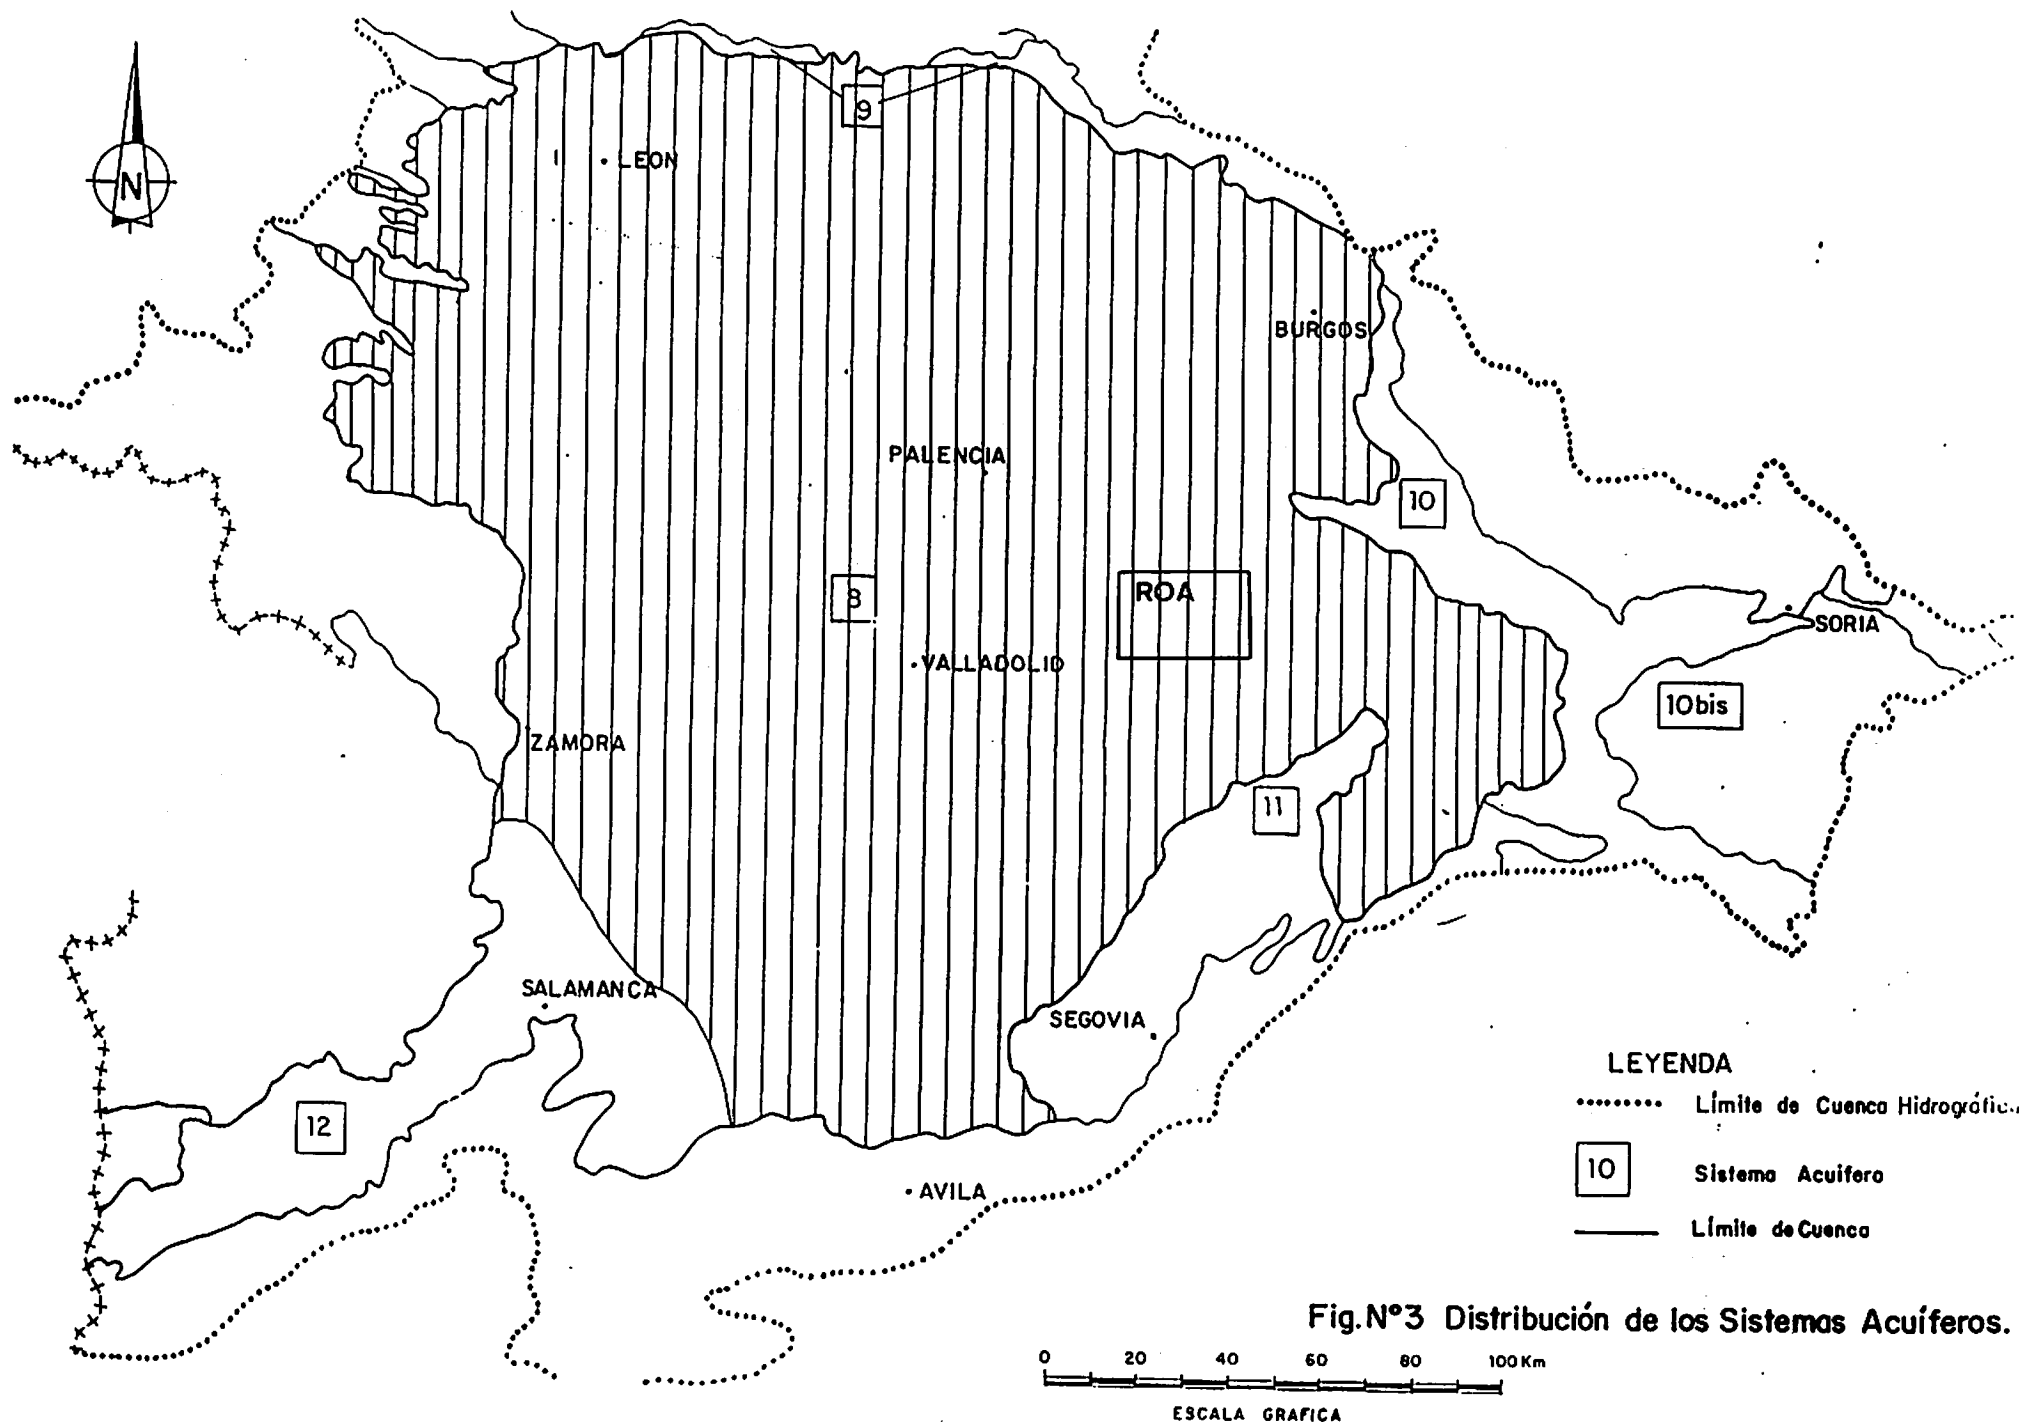 9
N
LEON
BURGOS
PALENCIA
10
8
ROA
SORIA
VALLADOLID
10bis
ZAMORA
11
SALAMANCA
SEGOVIA
LEYENDA
Límite de Cuenca
12
10
Sistema Acuífero
AVILA
Límite de Cuenca
Fig. Nº3 Distribución de los Sistemas Acuíferos.
0 20 40 60 80 100 Km
ESCALA GRAFICA